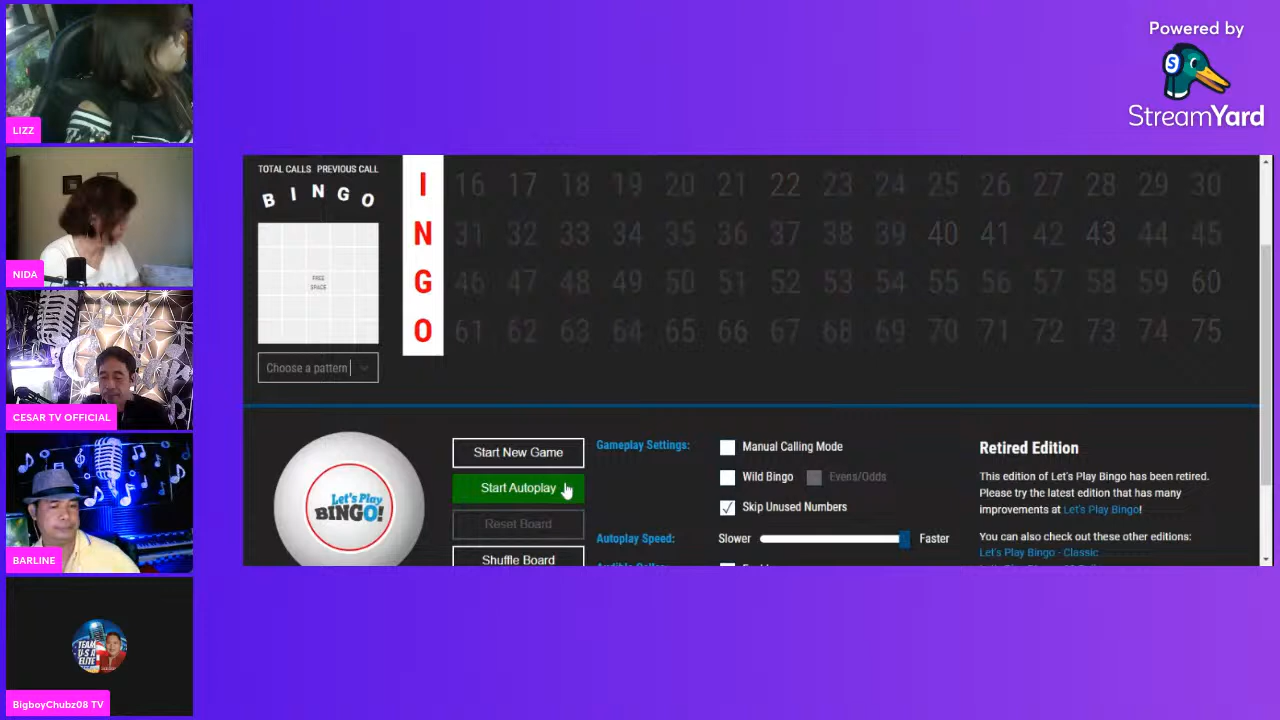 Powered by
StreamYard
LIZZ
NIDA
CESAR TV OFFICIAL
BARLINE
TEAM
U·S·A
ELITE
BigboyChubz08 TV
TOTAL CALLS PREVIOUS CALL
B I N G O
FREE
SPACE
Choose a pattern
I 16 17 18 19 20 21 22 23 24 25 26 27 28 29 30
N 31 32 33 34 35 36 37 38 39 40 41 42 43 44 45
G 46 47 48 49 50 51 52 53 54 55 56 57 58 59 60
O 61 62 63 64 65 66 67 68 69 70 71 72 73 74 75
Let's Play
BINGO!
Start New Game
Start Autoplay
Reset Board
Shuffle Board
Gameplay Settings:
Manual Calling Mode
Wild Bingo Evens/Odds
Skip Unused Numbers
Autoplay Speed:
Slower Faster
Retired Edition
This edition of Let's Play Bingo has been retired.
Please try the latest edition that has many
improvements at Let's Play Bingo!
You can also check out these other editions:
Let's Play Bingo - Classic